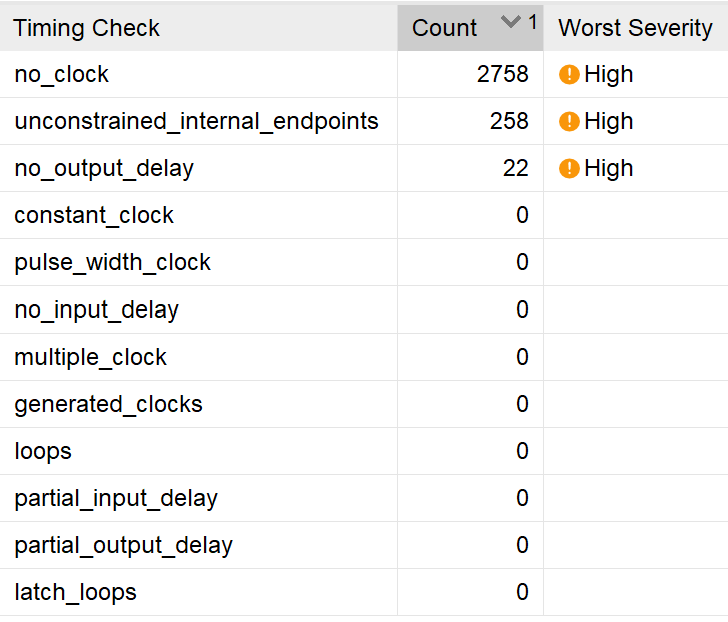 Timing Check Count 1 Worst Severity
no_clock 2758 High
unconstrained_internal_endpoints 258 High
no_output_delay 22 High
constant_clock 0
pulse_width_clock 0
no_input_delay 0
multiple_clock 0
generated_clocks 0
loops 0
partial_input_delay 0
partial_output_delay 0
latch_loops 0